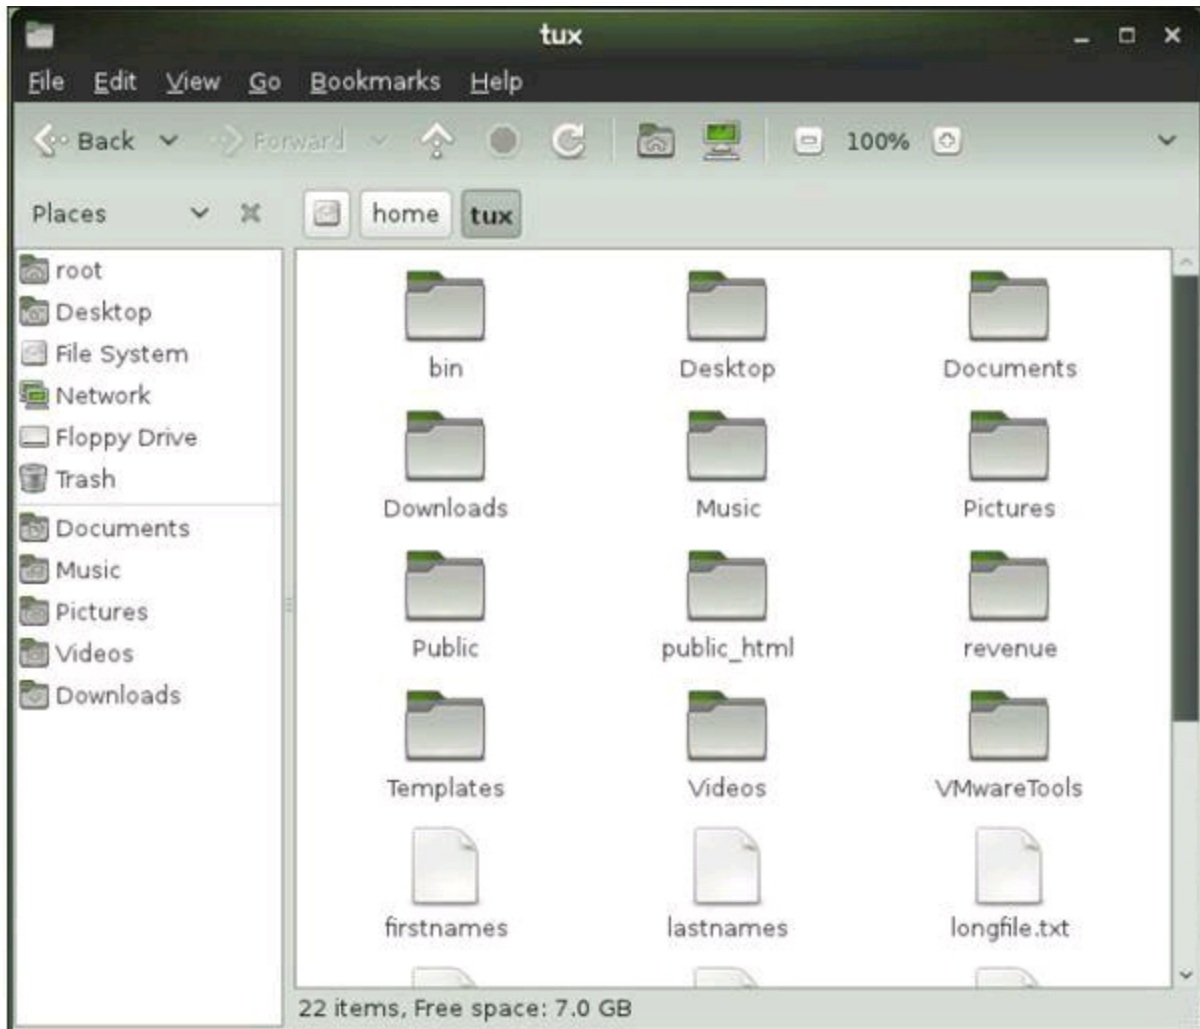 tux
File Edit View Go Bookmarks Help
Back Forward 100%
Places
home tux
root
Desktop
File System
Network
Floppy Drive
Trash
Documents
Music
Pictures
Videos
Downloads
bin Desktop Documents
Downloads Music Pictures
Public public_html revenue
Templates Videos VMwareTools
firstnames lastnames longfile.txt
22 items, Free space: 7.0 GB